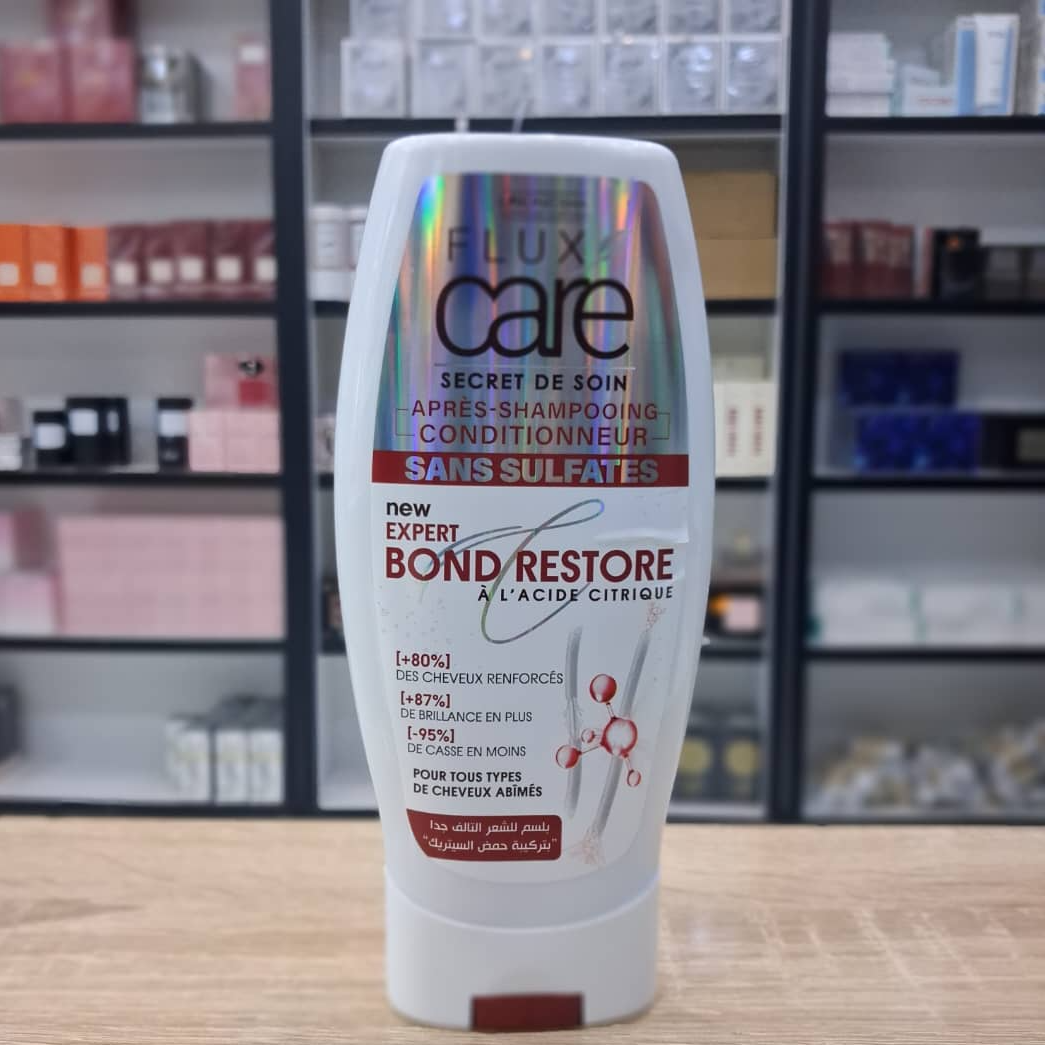 FLUX
care
SECRET DE SOIN
APRÈS-SHAMPOOING
CONDITIONNEUR
SANS SULFATES
new
EXPERT
BOND RESTORE
À L'ACIDE CITRIQUE
[+80%]
DES CHEVEUX RENFORCÉS
[+87%]
DE BRILLANCE EN PLUS
[-95%]
DE CASSE EN MOINS
POUR TOUS TYPES
DE CHEVEUX ABÎMÉS
بلسم للشعر التالف جدا
"بتركيبة حمض السيتريك"